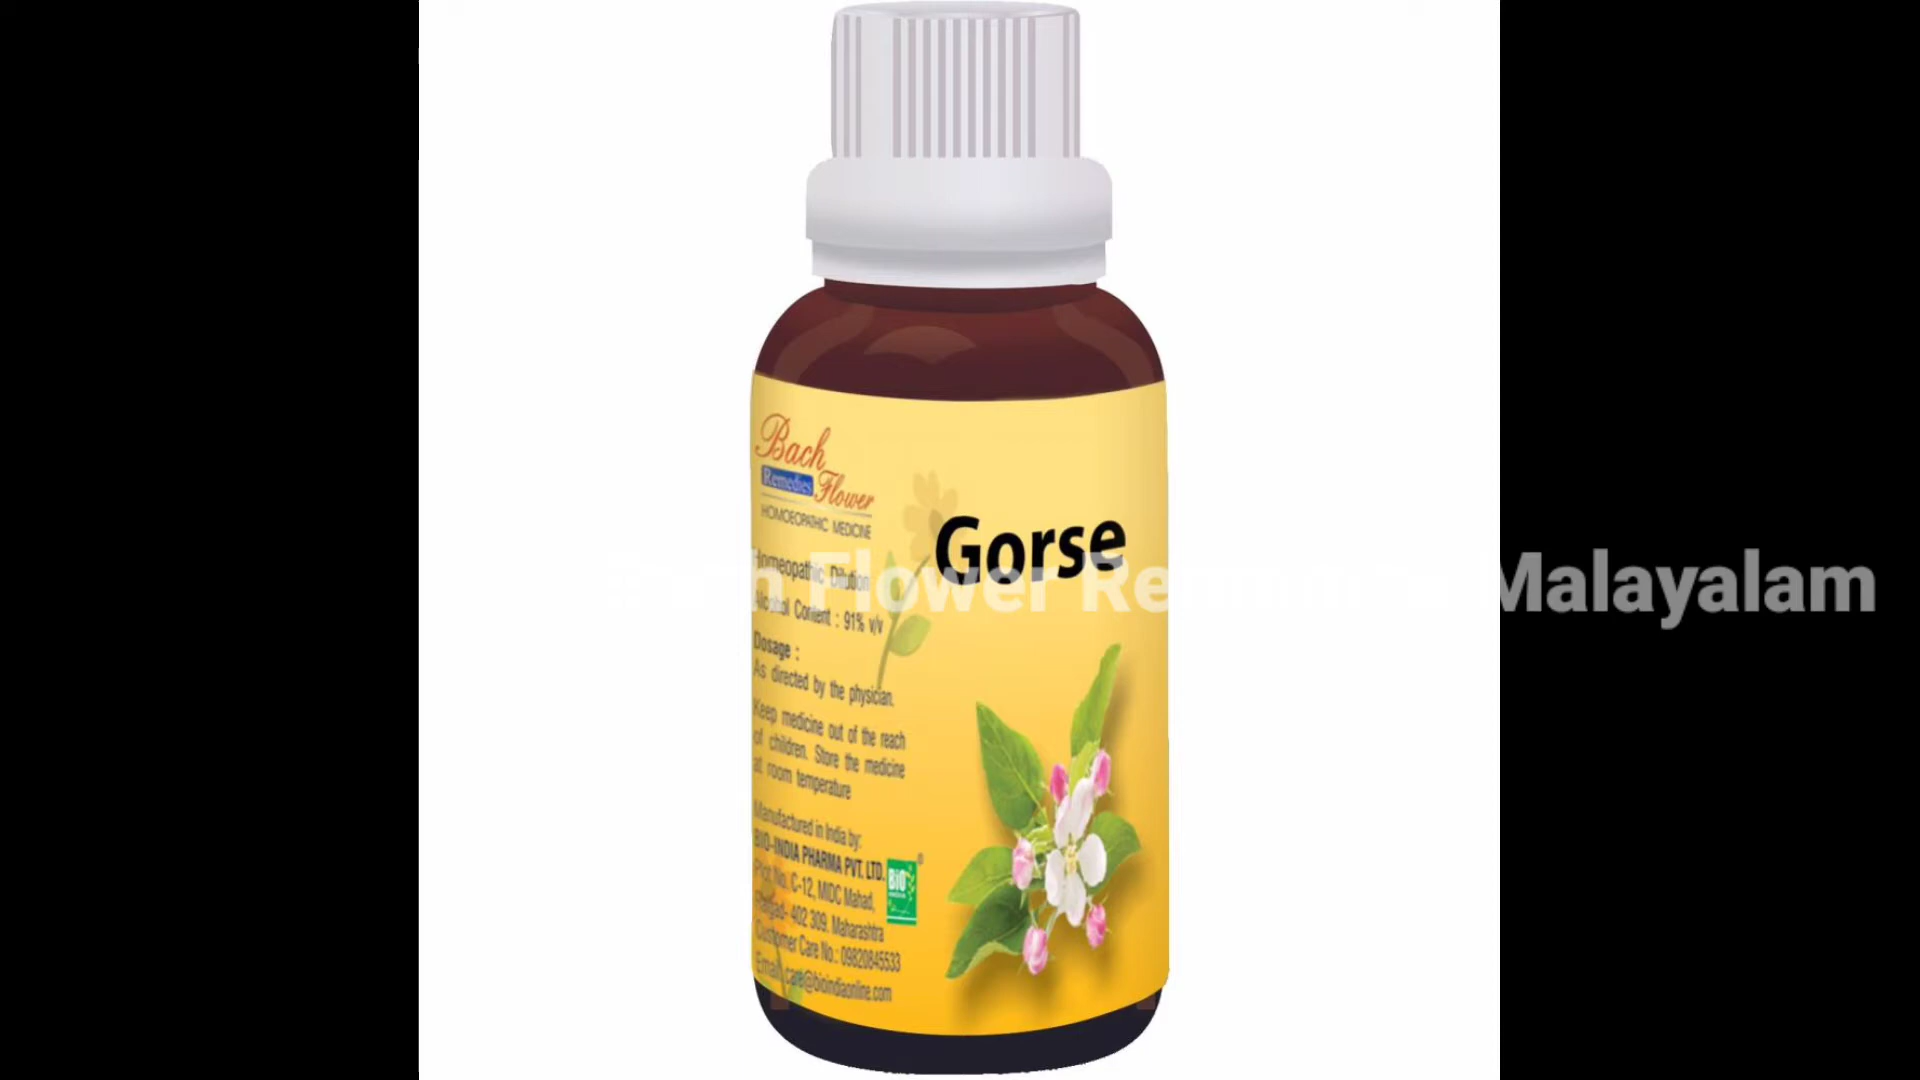 Bach
Remedies Flower
HOMOEOPATHIC MEDICINE
Gorse
Homeopathic Dilution
Alcohol Content : 91% v/v
Dosage :
As directed by the physician.
Keep medicine out of the reach
of children. Store the medicine
at room temperature
Manufactured in India by:
BIO-INDIA PHARMA PVT. LTD.
Plot No. C-12, MIDC Mahad,
Raigad- 402 309. Maharashtra
Customer Care No.: 09820845533
Email: care@bioindiaonline.com
BIO
Flower
Malayalam